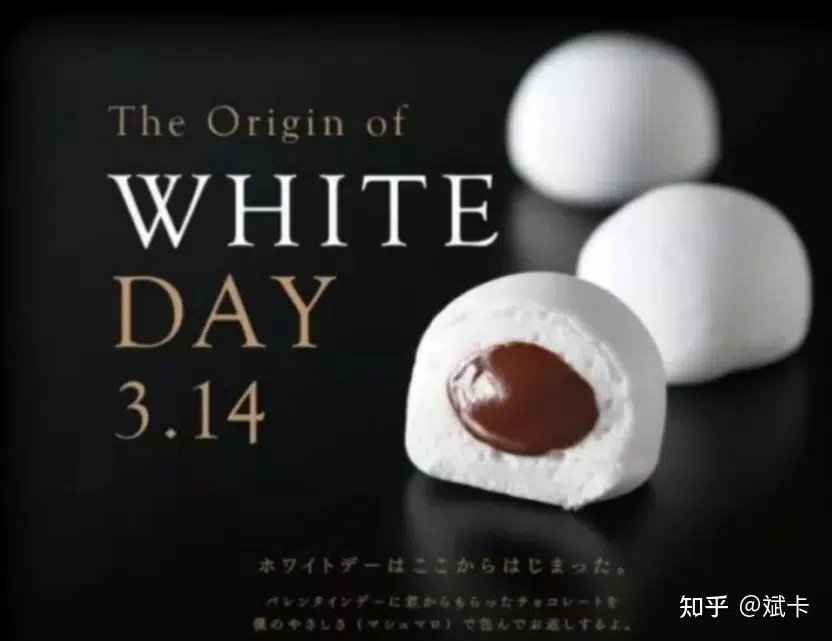 The Origin of
WHITE
DAY
3.14
ホワイトデーはここからはじまった。
バレンタインデーに君からもらったチョコレートを
僕のやさしさ（マシュマロ）で包んでお返しするよ。
知乎 @斌卡